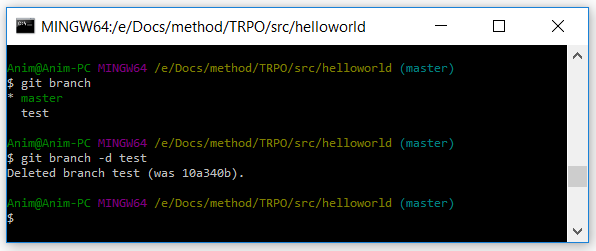 MINGW64:/e/Docs/method/TRPO/src/helloworld
Anim@Anim-PC MINGW64 /e/Docs/method/TRPO/src/helloworld (master)
$ git branch
* master
  test
Anim@Anim-PC MINGW64 /e/Docs/method/TRPO/src/helloworld (master)
$ git branch -d test
Deleted branch test (was 10a340b).
Anim@Anim-PC MINGW64 /e/Docs/method/TRPO/src/helloworld (master)
$